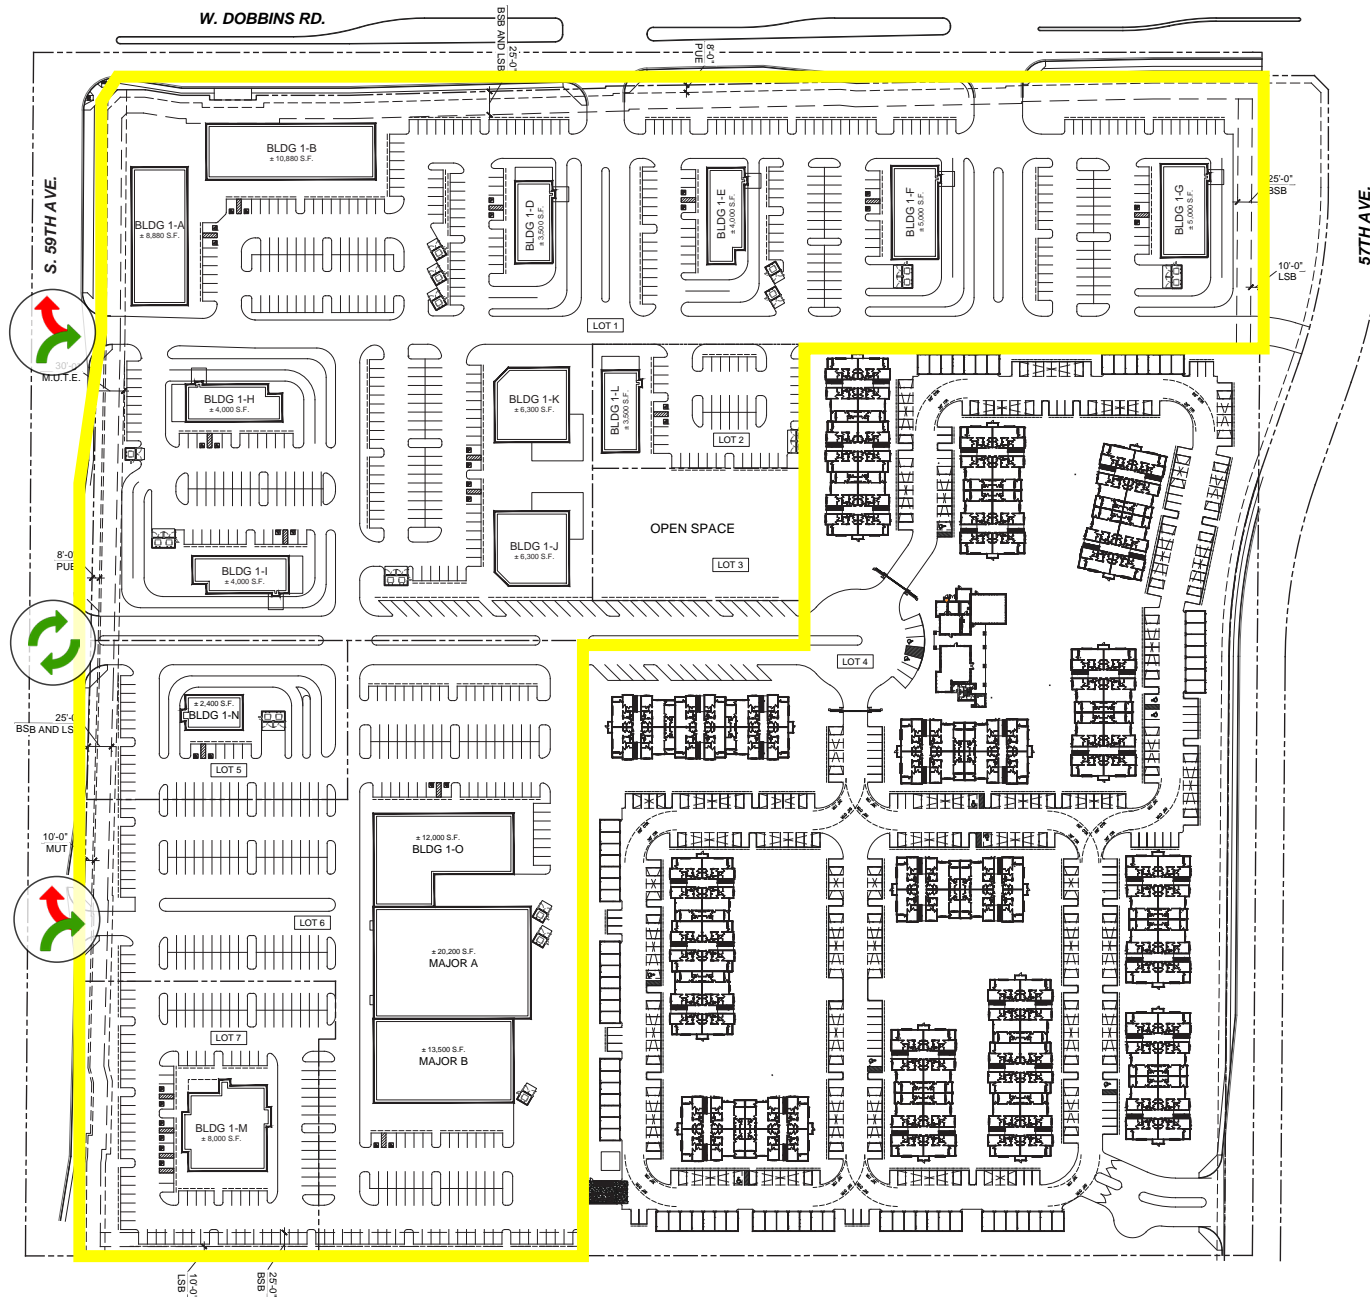 W. DOBBINS RD.
25'-0"
BSB AND LSB
8'-0"
PUE
S. 59TH AVE.
57TH AVE.
BLDG 1-B
± 10,880 S.F.
BLDG 1-A
± 8,880 S.F.
BLDG 1-D
± 3,500 S.F.
BLDG 1-E
± 4,000 S.F.
BLDG 1-F
± 5,000 S.F.
BLDG 1-G
± 5,000 S.F.
25'-0"
BSB
10'-0"
LSB
LOT 1
30'-0"
M.U.T.E.
BLDG 1-H
± 4,000 S.F.
BLDG 1-K
± 6,300 S.F.
BLDG 1-L
± 3,500 S.F.
LOT 2
OPEN SPACE
BLDG 1-J
± 6,300 S.F.
LOT 3
8'-0"
PUE
BLDG 1-I
± 4,000 S.F.
LOT 4
± 2,400 S.F.
BLDG 1-N
25'-0"
BSB AND LSB
LOT 5
10'-0"
MUT
± 12,000 S.F.
BLDG 1-O
LOT 6
± 20,200 S.F.
MAJOR A
LOT 7
± 13,500 S.F.
MAJOR B
BLDG 1-M
± 8,000 S.F.
10'-0"
LSB
25'-0"
BSB